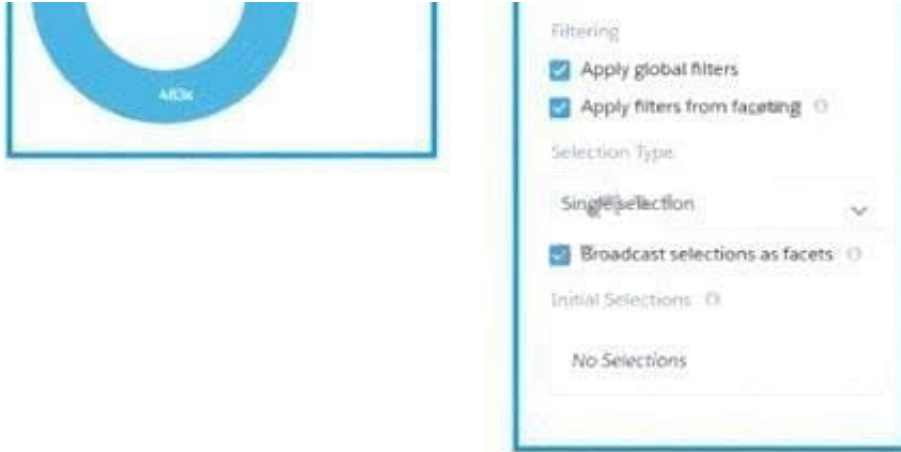 483K
Filtering
Apply global filters
Apply filters from faceting
Selection Type
Single selection
Broadcast selections as facets
Initial Selections
No Selections